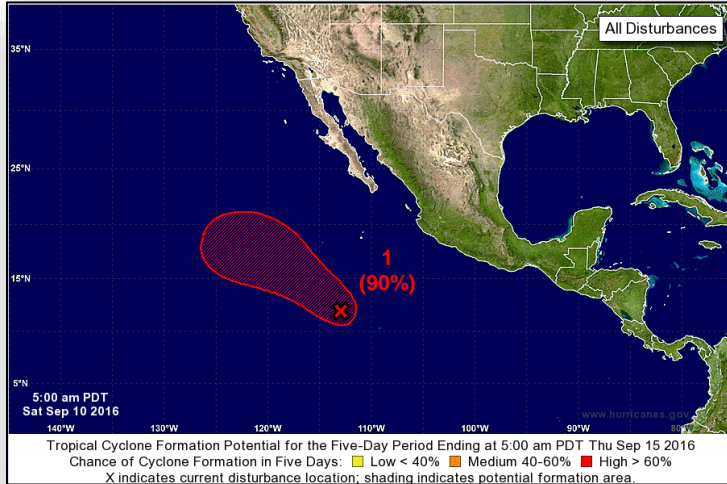 All Disturbances
35°N
25°N
1
(90%)
15°N
5°N
5:00 am PDT
Sat Sep 10 2016
www.hurricanes.gov
140°W 130°W 120°W 110°W 100°W 90°W 80°W
Tropical Cyclone Formation Potential for the Five-Day Period Ending at 5:00 am PDT Thu Sep 15 2016
Chance of Cyclone Formation in Five Days: Low < 40% Medium 40-60% High > 60%
X indicates current disturbance location; shading indicates potential formation area.